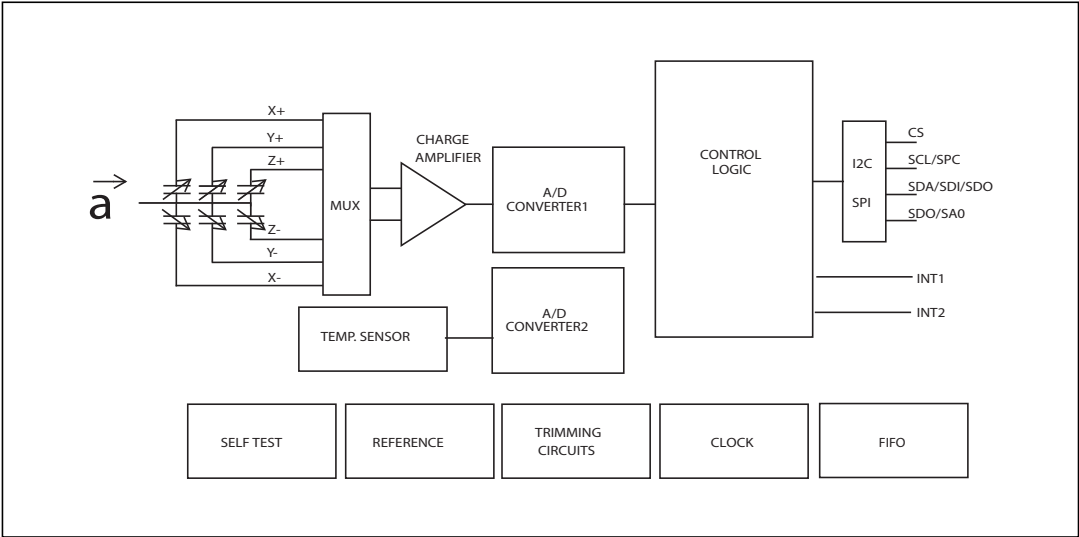 X+
Y+
Z+
a
Z-
Y-
X-
MUX
CHARGE
AMPLIFIER
A/D
CONVERTER1
CONTROL
LOGIC
I2C
SPI
CS
SCL/SPC
SDA/SDI/SDO
SDO/SA0
INT1
INT2
TEMP. SENSOR
A/D
CONVERTER2
SELF TEST
REFERENCE
TRIMMING
CIRCUITS
CLOCK
FIFO